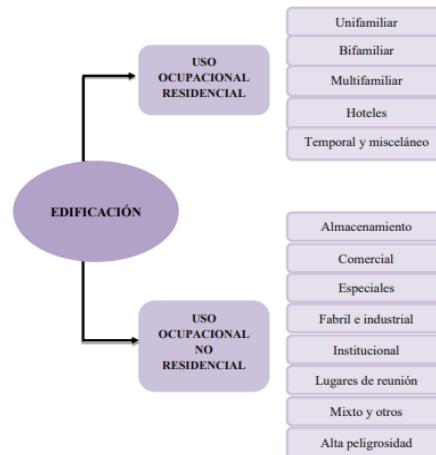 EDIFICACIÓN
USO
OCUPACIONAL
RESIDENCIAL
Unifamiliar
Bifamiliar
Multifamiliar
Hoteles
Temporal y misceláneo
USO
OCUPACIONAL
NO
RESIDENCIAL
Almacenamiento
Comercial
Especiales
Fabril e industrial
Institucional
Lugares de reunión
Mixto y otros
Alta peligrosidad